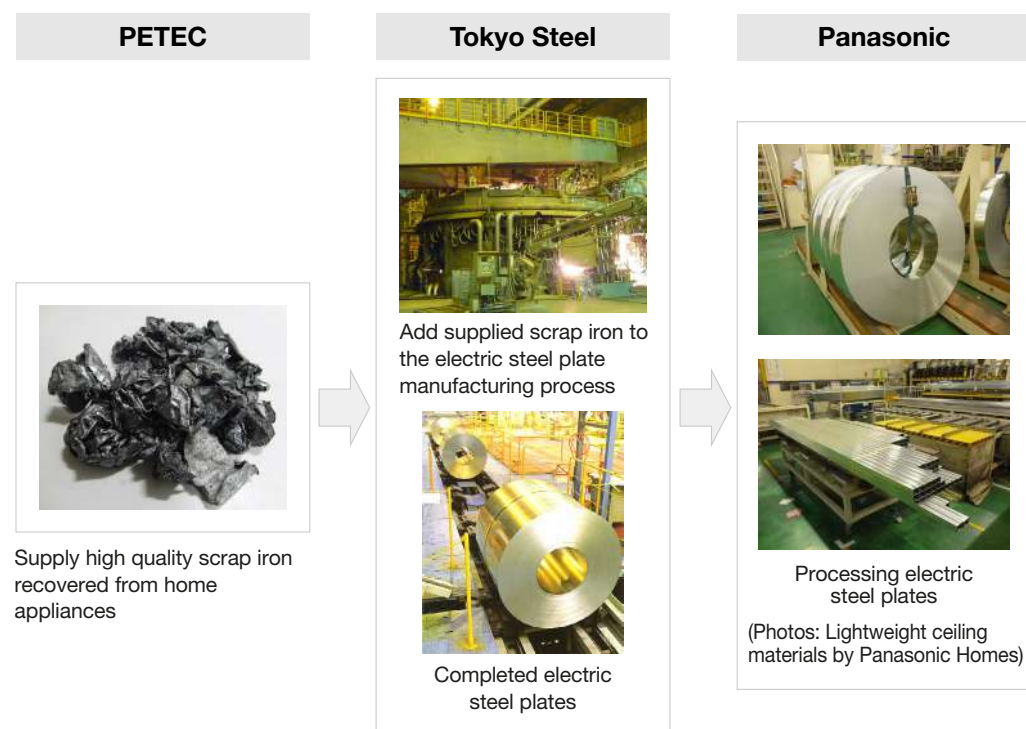 PETEC
Supply high quality scrap iron
recovered from home
appliances
Tokyo Steel
Add supplied scrap iron to
the electric steel plate
manufacturing process
Completed electric
steel plates
Panasonic
Processing electric
steel plates
(Photos: Lightweight ceiling
materials by Panasonic Homes)